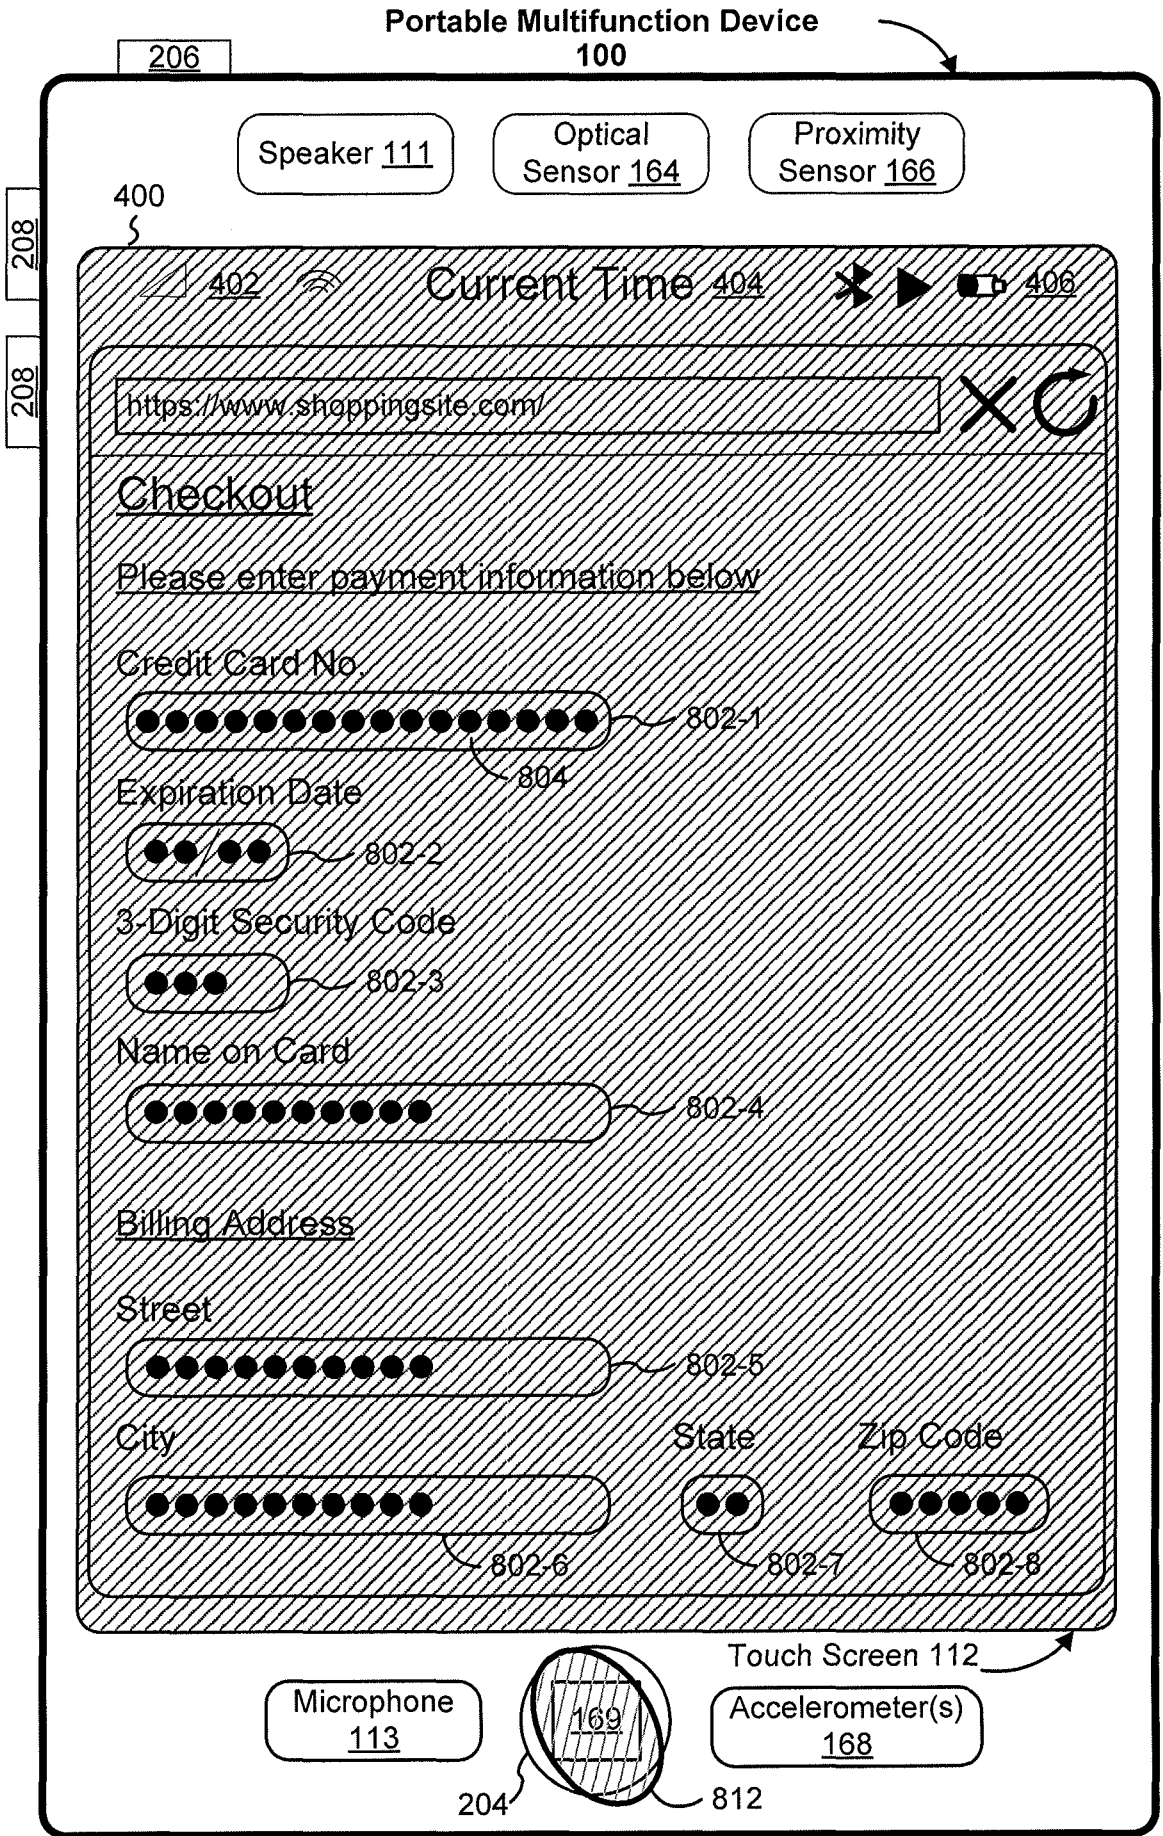 Portable Multifunction Device
100
206
Speaker 111
Optical
Sensor 164
Proximity
Sensor 166
400
208
208
402
Current Time 404
406
https://www.shoppingsite.com/
Checkout
Please enter payment information below
Credit Card No.
802-1
804
Expiration Date
/
802-2
3-Digit Security Code
802-3
Name on Card
802-4
Billing Address
Street
802-5
City
State
Zip Code
802-6
802-7
802-8
Touch Screen 112
Microphone
113
169
Accelerometer(s)
168
204
812